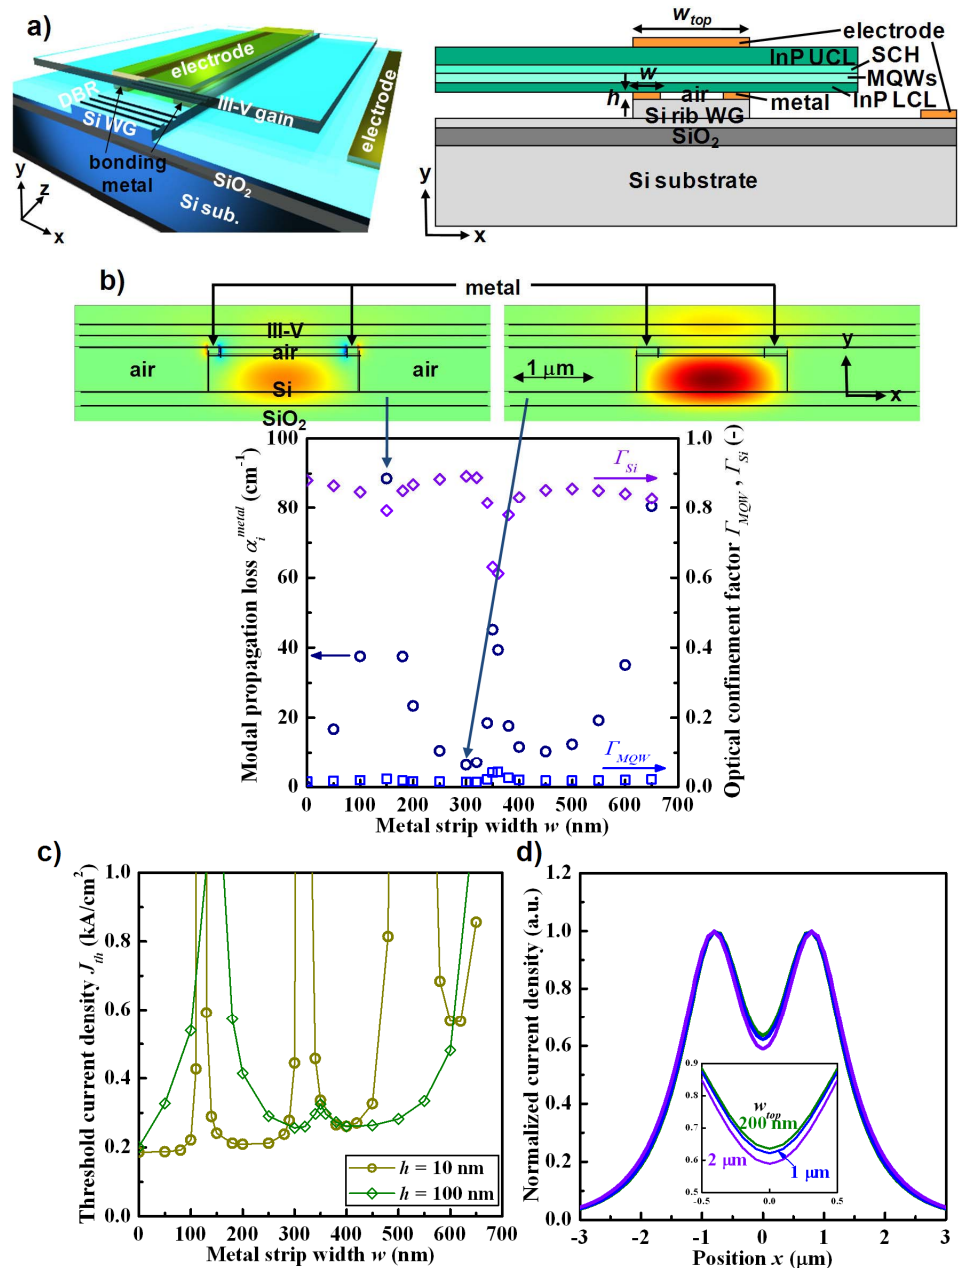 a)
electrode
DBR
III-V gain
electrode
Si WG
bonding
metal
SiO2
Si sub.
y
z
x
wtop
electrode
InP UCL
SCH
w
MQWs
h
air
metal
InP LCL
Si rib WG
SiO2
Si substrate
y
x
b)
metal
III-V
air
air
air
Si
SiO2
1 μm
y
x
100
80
60
40
20
0
Modal propagation loss α_i^metal (cm-1)
1.0
0.8
0.6
0.4
0.2
0.0
Optical confinement factor Γ_MQW , Γ_Si (-)
Γ_Si
Γ_MQW
0 100 200 300 400 500 600 700
Metal strip width w (nm)
c)
Threshold current density J_th (kA/cm2)
1.0
0.8
0.6
0.4
0.2
0.0
h = 10 nm
h = 100 nm
0 100 200 300 400 500 600 700
Metal strip width w (nm)
d)
Normalized current density (a.u.)
1.2
1.0
0.8
0.6
0.4
0.2
0.0
0.9
0.8
0.7
0.6
0.5
wtop
200 nm
2 μm
1 μm
-0.5 0.0 0.5
-3 -2 -1 0 1 2 3
Position x (μm)